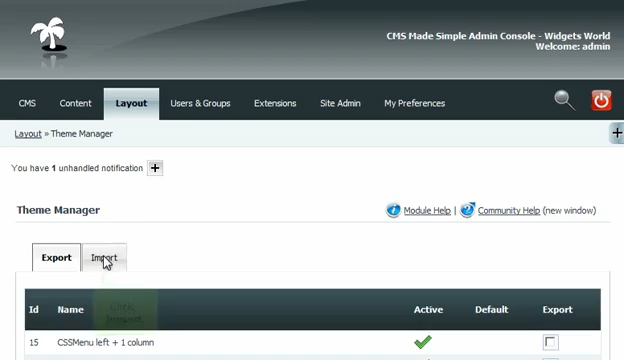 CMS Made Simple Admin Console - Widgets World
Welcome: admin
CMS Content Layout Users & Groups Extensions Site Admin My Preferences
Layout » Theme Manager
You have 1 unhandled notification
Theme Manager Module Help | Community Help (new window)
Export Import
Id Name Active Default Export
Click
Import
15 CSSMenu left + 1 column